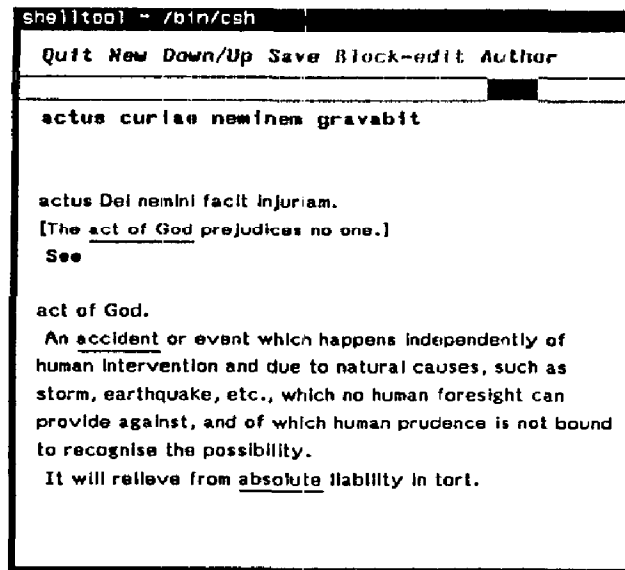 shelltool - /bin/csh
Quit New Down/Up Save Block-edit Author
actus curiae neminem gravabit
actus Dei nemini facit injuriam.
[The act of God prejudices no one.]
See
act of God.
An accident or event which happens independently of
human intervention and due to natural causes, such as
storm, earthquake, etc., which no human foresight can
provide against, and of which human prudence is not bound
to recognise the possibility.
It will relieve from absolute liability in tort.